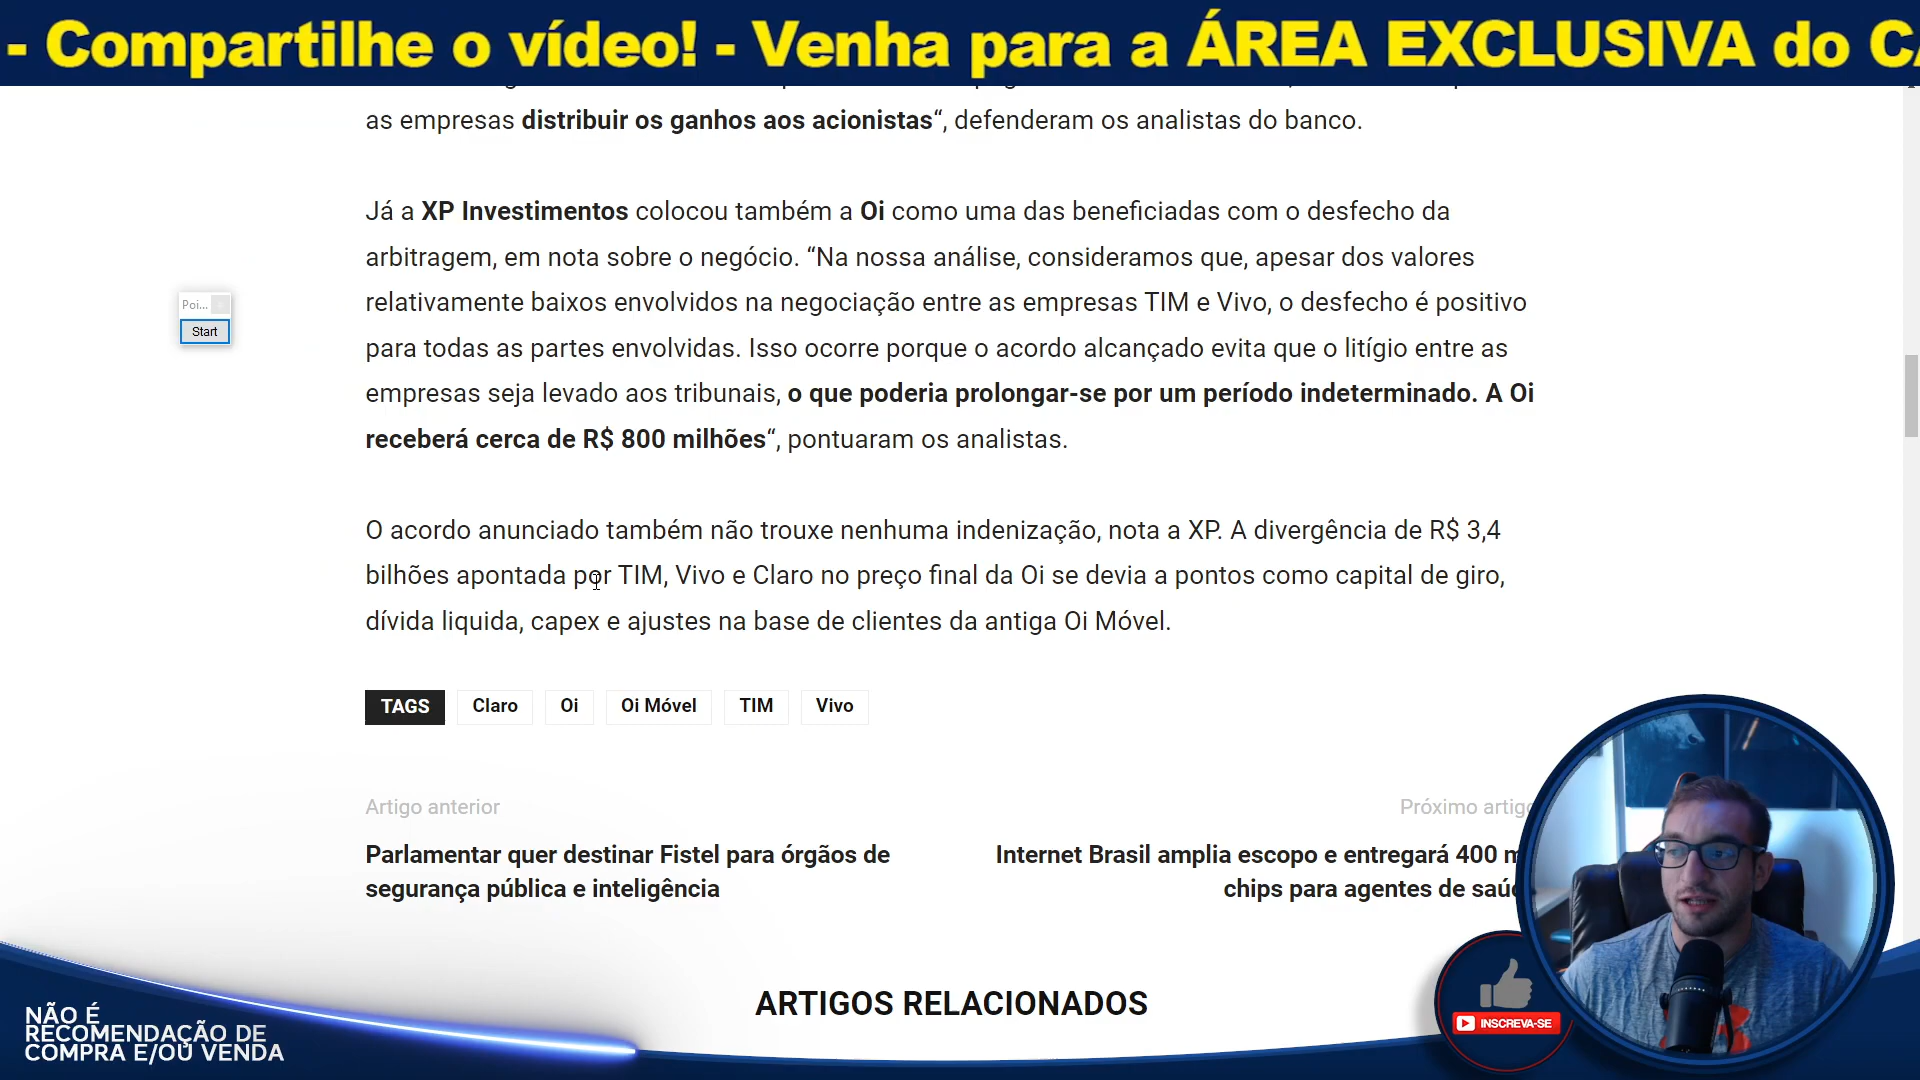 - Compartilhe o vídeo! - Venha para a ÁREA EXCLUSIVA do
as empresas distribuir os ganhos aos acionistas“, defenderam os analistas do banco.
Já a XP Investimentos colocou também a Oi como uma das beneficiadas com o desfecho da
arbitragem, em nota sobre o negócio. “Na nossa análise, consideramos que, apesar dos valores
relativamente baixos envolvidos na negociação entre as empresas TIM e Vivo, o desfecho é positivo
para todas as partes envolvidas. Isso ocorre porque o acordo alcançado evita que o litígio entre as
empresas seja levado aos tribunais, o que poderia prolongar-se por um período indeterminado. A Oi
receberá cerca de R$ 800 milhões“, pontuaram os analistas.
Poi...
Start
O acordo anunciado também não trouxe nenhuma indenização, nota a XP. A divergência de R$ 3,4
bilhões apontada por TIM, Vivo e Claro no preço final da Oi se devia a pontos como capital de giro,
dívida liquida, capex e ajustes na base de clientes da antiga Oi Móvel.
TAGS Claro Oi Oi Móvel TIM Vivo
Artigo anterior
Parlamentar quer destinar Fistel para órgãos de
segurança pública e inteligência
Próximo artigo
Internet Brasil amplia escopo e entregará 400
chips para agentes de
ARTIGOS RELACIONADOS
INSCREVA-SE
NÃO É
RECOMENDAÇÃO DE
COMPRA E/OU VENDA